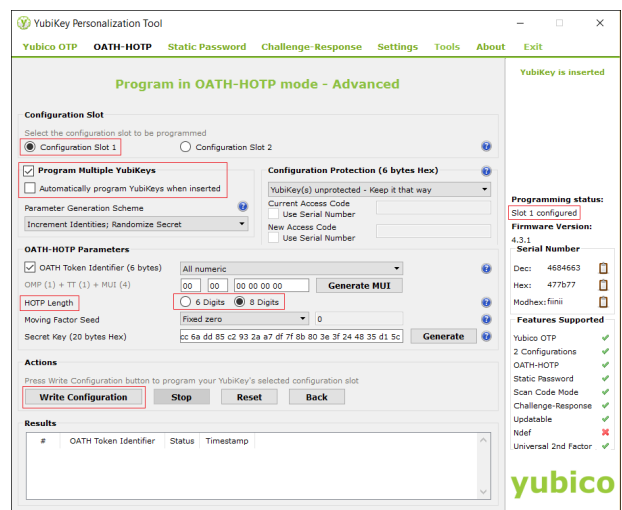 YubiKey Personalization Tool
Yubico OTP OATH-HOTP Static Password Challenge-Response Settings Tools About Exit
Program in OATH-HOTP mode - Advanced
Configuration Slot
Select the configuration slot to be programmed
Configuration Slot 1 Configuration Slot 2
Program Multiple YubiKeys
Automatically program YubiKeys when inserted
Parameter Generation Scheme
Increment Identities; Randomize Secret
Configuration Protection (6 bytes Hex)
YubiKey(s) unprotected - Keep it that way
Current Access Code
Use Serial Number
New Access Code
Use Serial Number
OATH-HOTP Parameters
OATH Token Identifier (6 bytes) All numeric
OMP (1) + TT (1) + MUI (4) 00 00 00 00 00 00 Generate MUI
HOTP Length 6 Digits 8 Digits
Moving Factor Seed Fixed zero 0
Secret Key (20 bytes Hex) cc 6a dd 85 c2 93 2a a7 df 7f 8b 80 3e 3f 24 48 35 d1 5c Generate
Actions
Press Write Configuration button to program your YubiKey's selected configuration slot
Write Configuration Stop Reset Back
Results
# OATH Token Identifier Status Timestamp
YubiKey is inserted
Programming status:
Slot 1 configured
Firmware Version:
4.3.1
Serial Number
Dec: 4684663
Hex: 477b77
Modhex: fiinii
Features Supported
Yubico OTP
2 Configurations
OATH-HOTP
Static Password
Scan Code Mode
Challenge-Response
Updatable
Ndef
Universal 2nd Factor
yubico